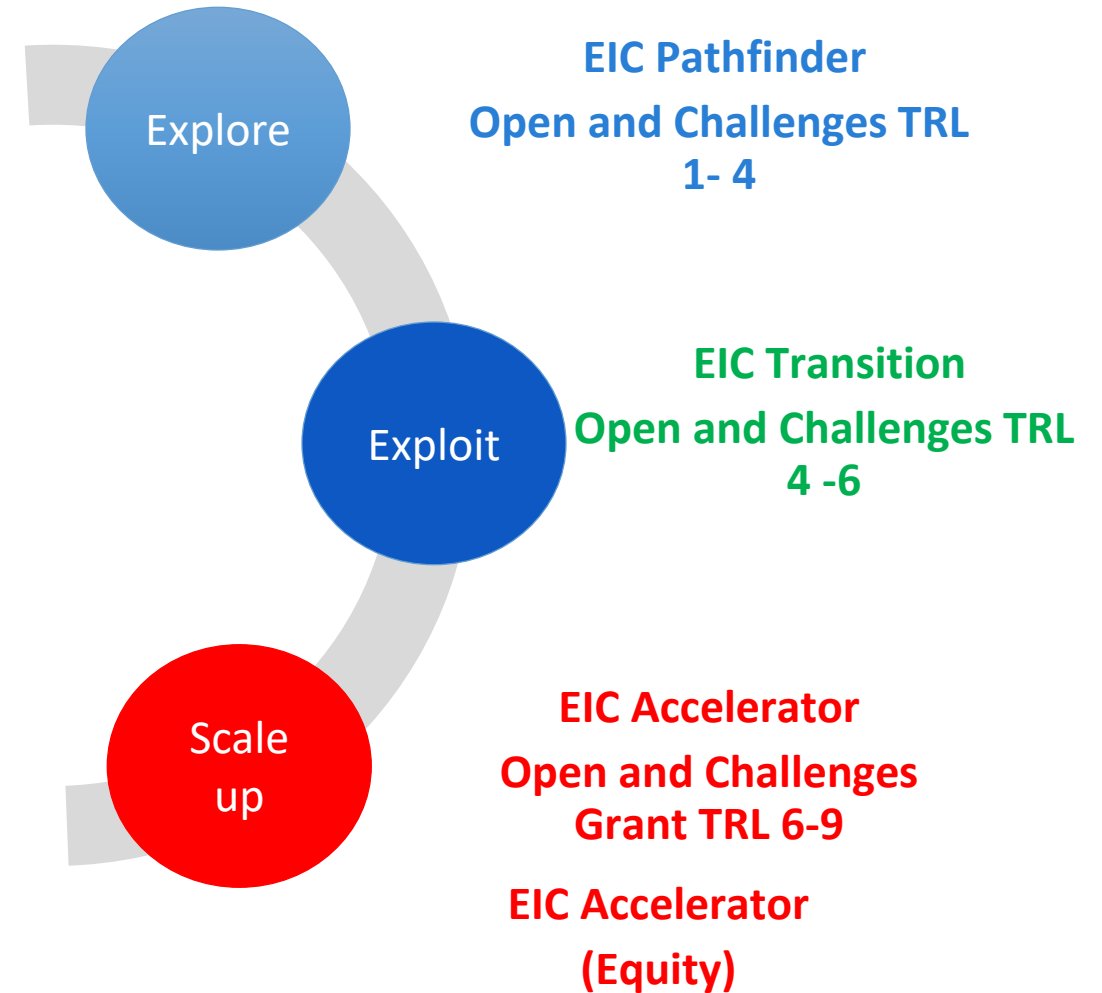 Explore
EIC Pathfinder
Open and Challenges TRL
1- 4
Exploit
EIC Transition
Open and Challenges TRL
4 -6
Scale
up
EIC Accelerator
Open and Challenges
Grant TRL 6-9
EIC Accelerator
(Equity)